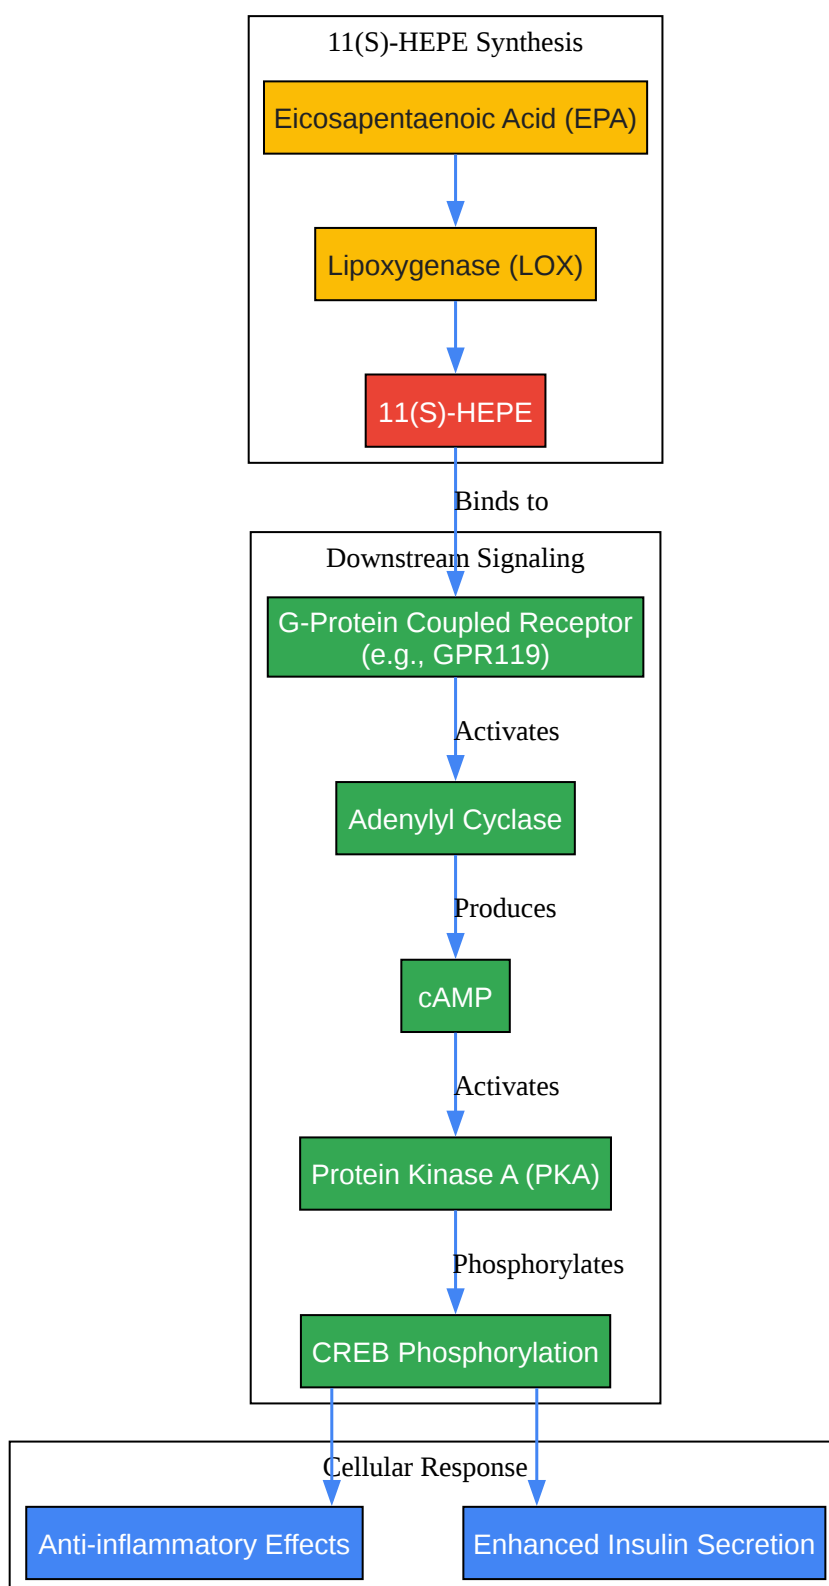 11(S)-HEPE Synthesis
Eicosapentaenoic Acid (EPA)
Lipoxygenase (LOX)
11(S)-HEPE
Binds to
Downstream Signaling
G-Protein Coupled Receptor
(e.g., GPR119)
Activates
Adenylyl Cyclase
Produces
cAMP
Activates
Protein Kinase A (PKA)
Phosphorylates
CREB Phosphorylation
Cellular Response
Anti-inflammatory Effects
Enhanced Insulin Secretion